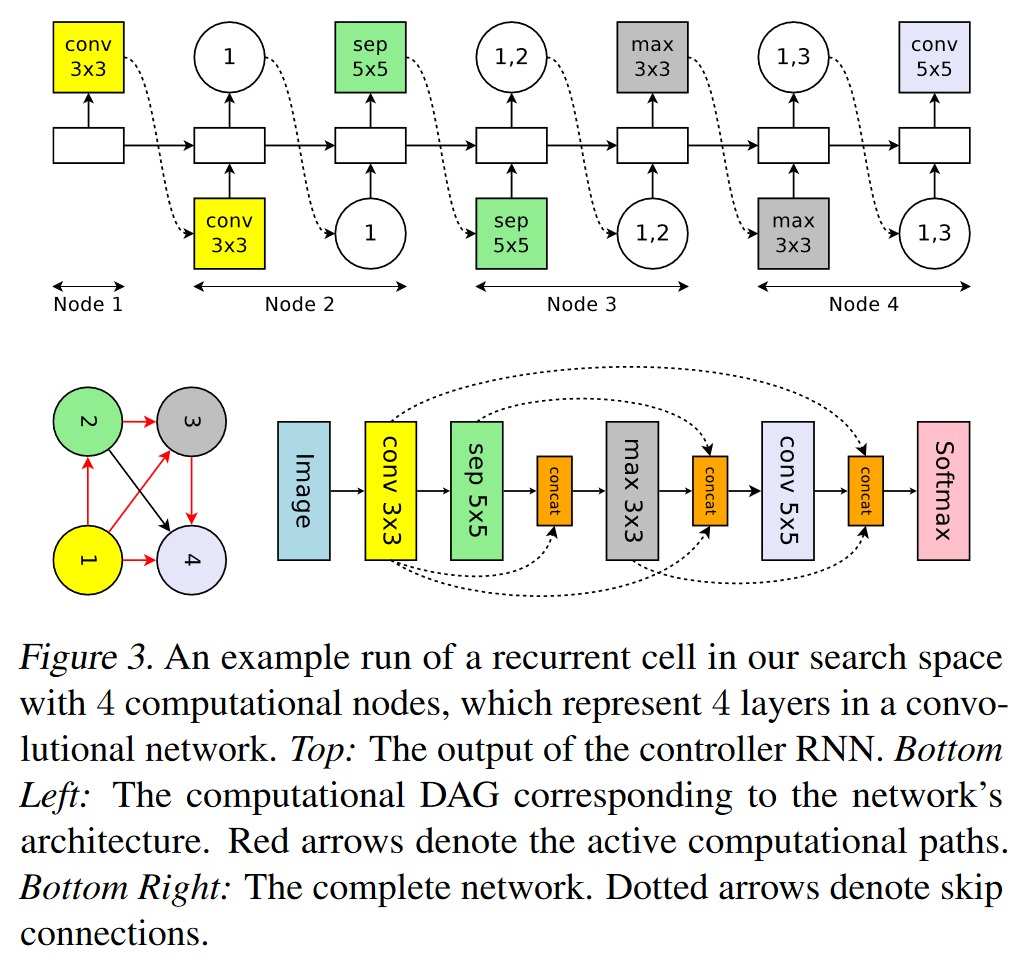 conv
3x3
1
sep
5x5
1,2
max
3x3
1,3
conv
5x5
conv
3x3
1
sep
5x5
1,2
max
3x3
1,3
Node 1
Node 2
Node 3
Node 4
2
3
1
4
Image
conv 3x3
sep 5x5
concat
max 3x3
concat
conv 5x5
concat
Softmax
Figure 3. An example run of a recurrent cell in our search space
with 4 computational nodes, which represent 4 layers in a convo-
lutional network. Top: The output of the controller RNN. Bottom
Left: The computational DAG corresponding to the network's
architecture. Red arrows denote the active computational paths.
Bottom Right: The complete network. Dotted arrows denote skip
connections.